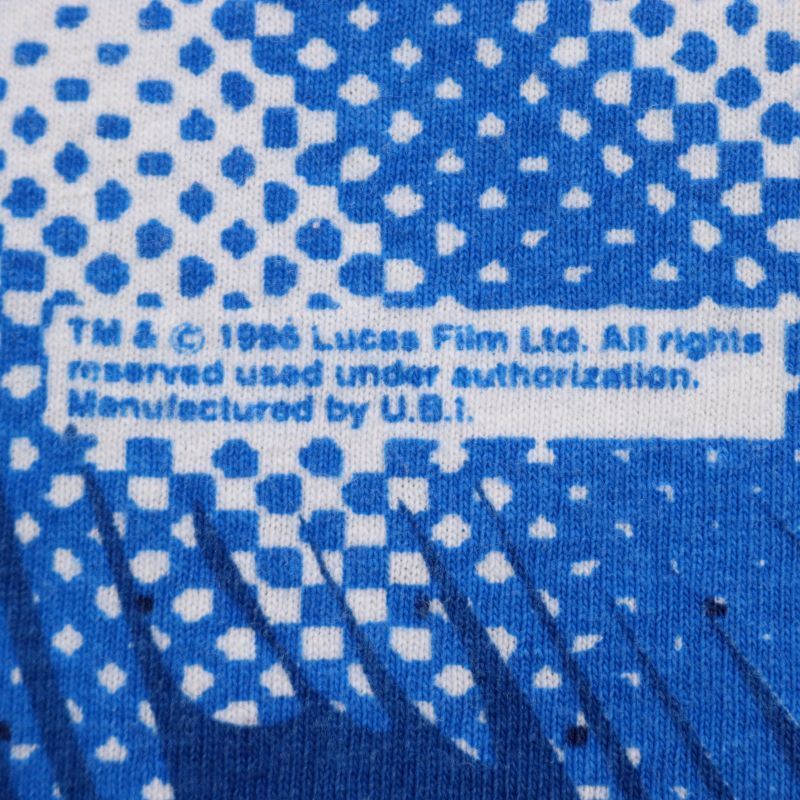 TM & © 1996 Lucas Film Ltd. All rights
reserved used under authorization.
Manufactured by U.B.I.